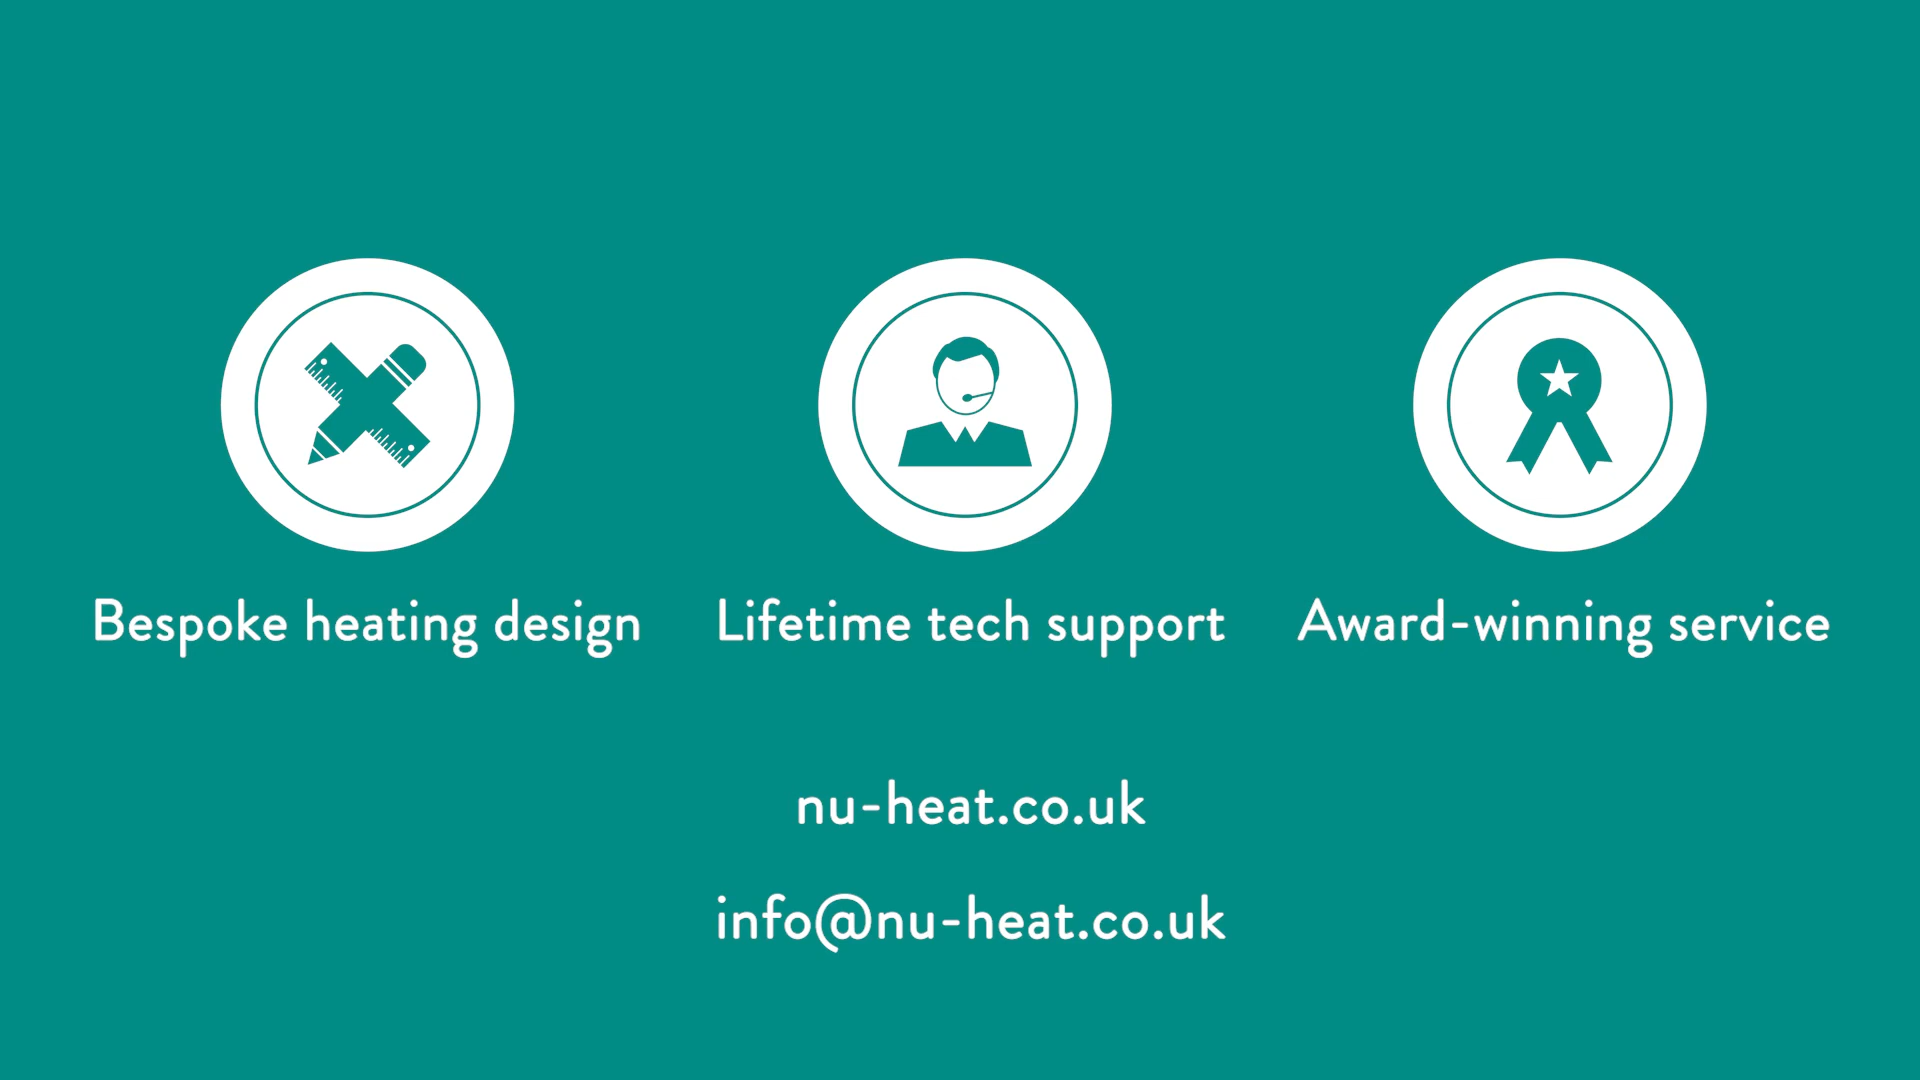 Bespoke heating design
Lifetime tech support
Award-winning service
nu-heat.co.uk
info@nu-heat.co.uk